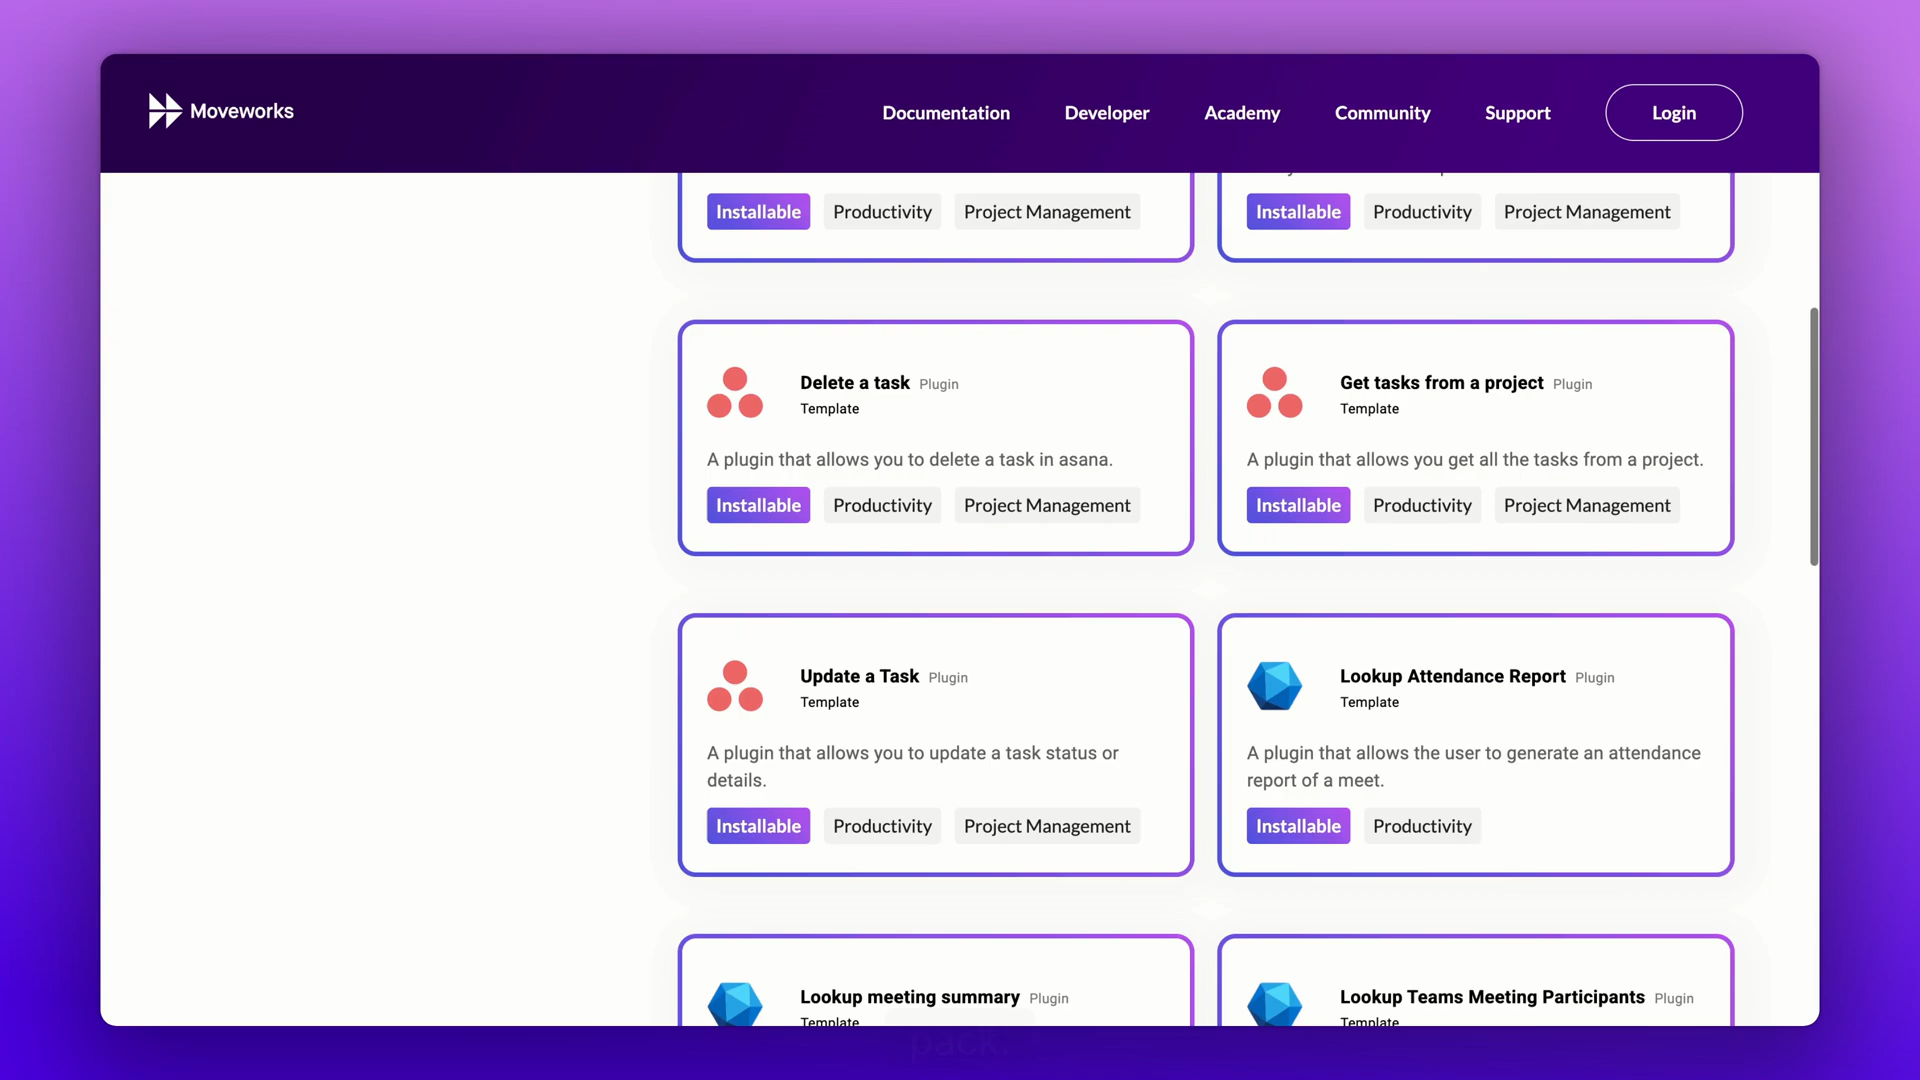 Moveworks
Documentation
Developer
Academy
Community
Support
Login
Installable Productivity Project Management
Installable Productivity Project Management
Delete a task Plugin
Template
A plugin that allows you to delete a task in asana.
Installable Productivity Project Management
Get tasks from a project Plugin
Template
A plugin that allows you get all the tasks from a project.
Installable Productivity Project Management
Update a Task Plugin
Template
A plugin that allows you to update a task status or
details.
Installable Productivity Project Management
Lookup Attendance Report Plugin
Template
A plugin that allows the user to generate an attendance
report of a meet.
Installable Productivity
Lookup meeting summary Plugin
Template
Lookup Teams Meeting Participants Plugin
Template
pack.